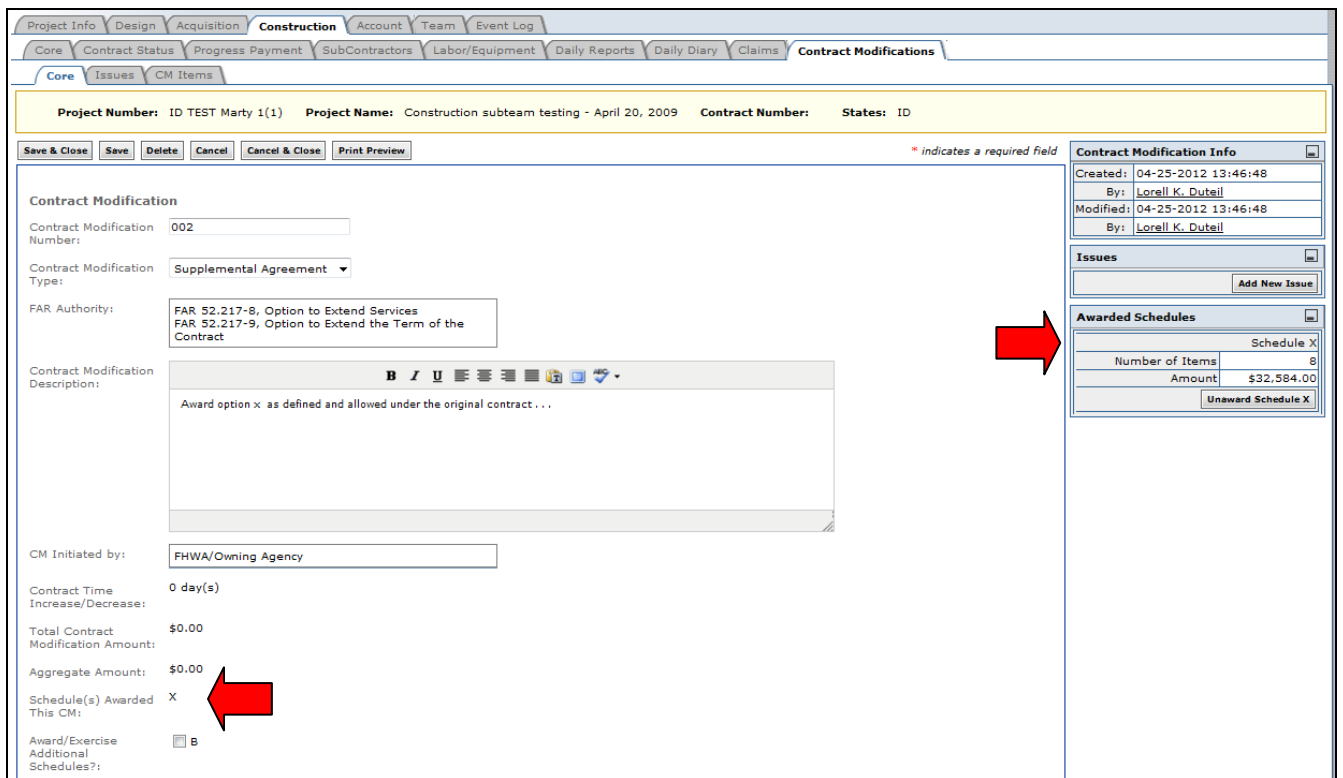 Project Info Design Acquisition Construction Account Team Event Log
Core Contract Status Progress Payment SubContractors Labor/Equipment Daily Reports Daily Diary Claims Contract Modifications
Core Issues CM Items
Project Number: ID TEST Marty 1(1) Project Name: Construction subteam testing - April 20, 2009 Contract Number: States: ID
Save & Close Save Delete Cancel Cancel & Close Print Preview * indicates a required field
Contract Modification
Contract Modification Number: 002
Contract Modification Type: Supplemental Agreement
FAR Authority: FAR 52.217-8, Option to Extend Services
FAR 52.217-9, Option to Extend the Term of the
Contract
Contract Modification Description:
B I U ABC
Award option x as defined and allowed under the original contract . . .
CM Initiated by: FHWA/Owning Agency
Contract Time Increase/Decrease: 0 day(s)
Total Contract Modification Amount: $0.00
Aggregate Amount: $0.00
Schedule(s) Awarded This CM: X
Award/Exercise Additional Schedules?: B
Contract Modification Info
Created: 04-25-2012 13:46:48
By: Lorell K. Duteil
Modified: 04-25-2012 13:46:48
By: Lorell K. Duteil
Issues
Add New Issue
Awarded Schedules
Schedule X
Number of Items 8
Amount $32,584.00
Unaward Schedule X